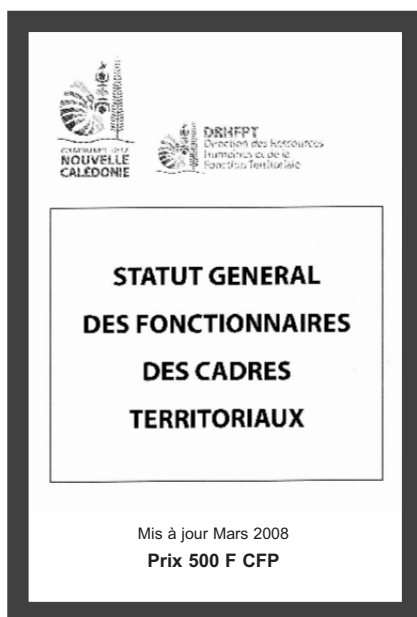 NOUVELLE
CALÉDONIE
DRHFPT
Direction des Ressources
Humaines et de la
Fonction Territoriale
STATUT GENERAL
DES FONCTIONNAIRES
DES CADRES
TERRITORIAUX
Mis à jour Mars 2008
Prix 500 F CFP